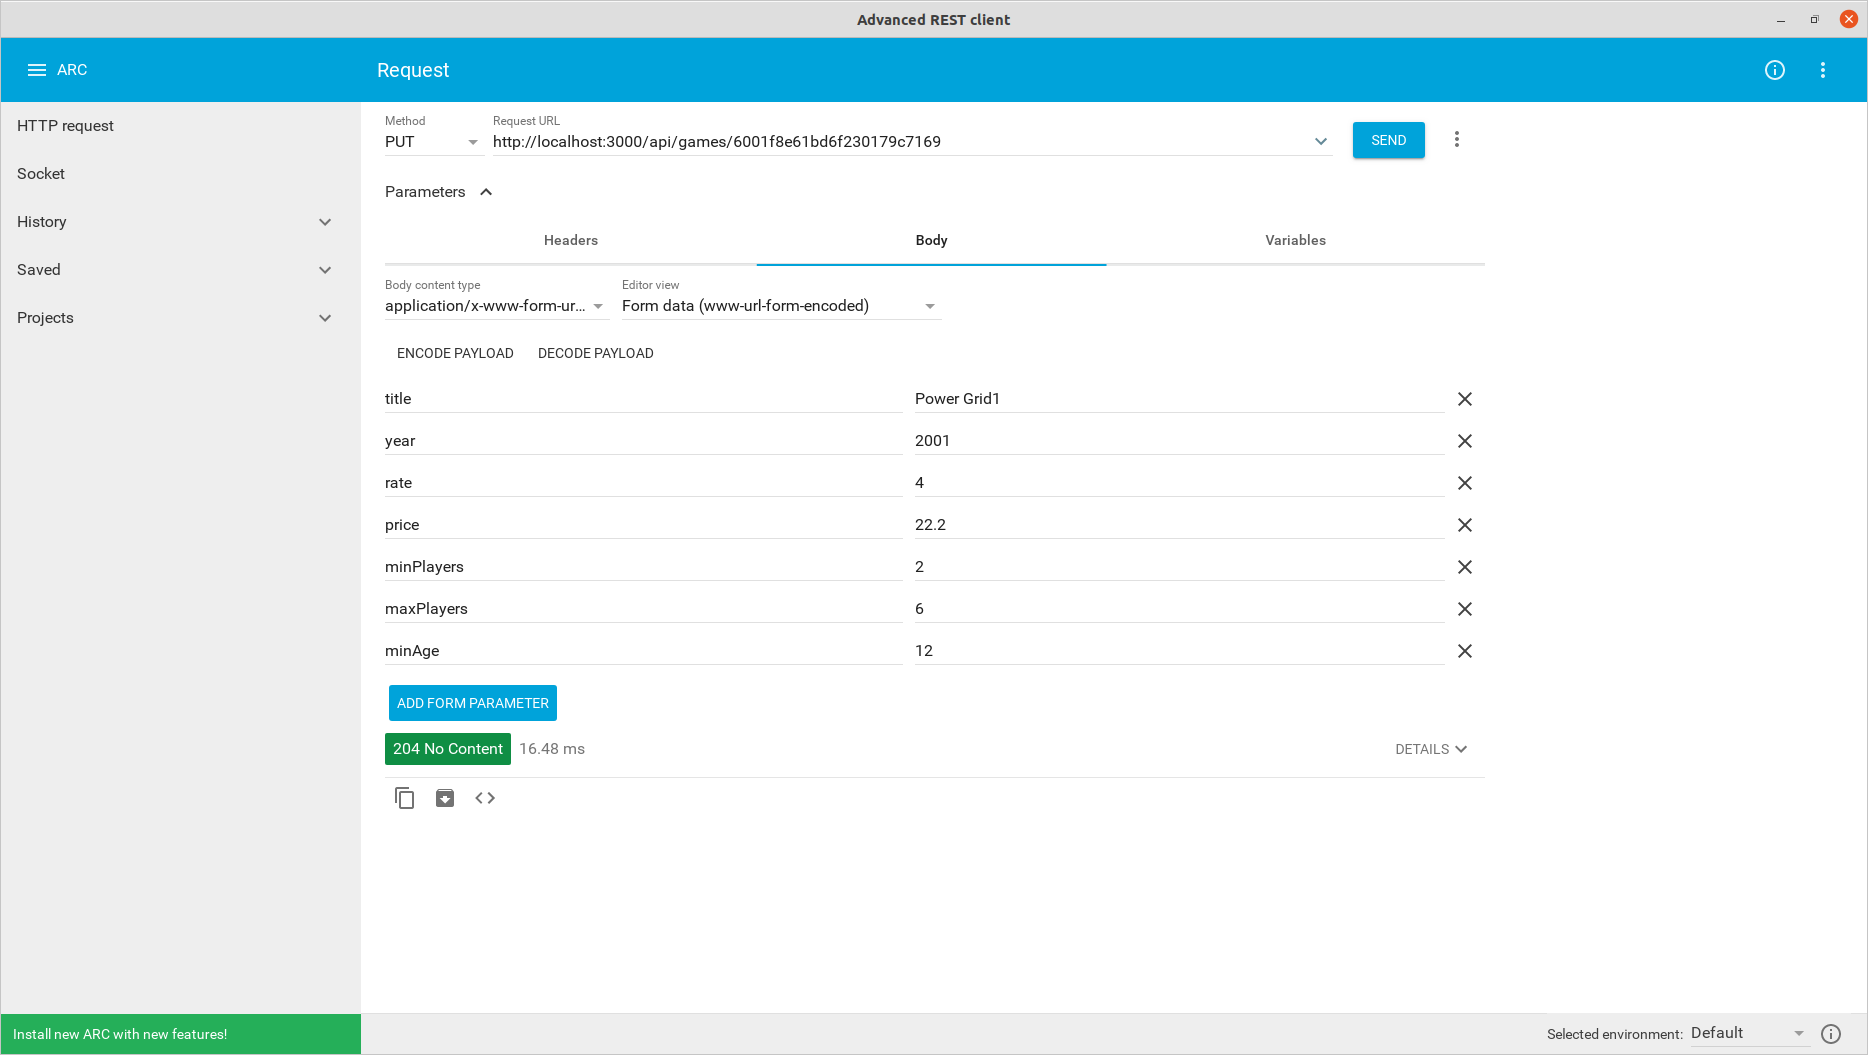 Advanced REST client
ARC
Request
HTTP request
Socket
History
Saved
Projects
Method
PUT
Request URL
http://localhost:3000/api/games/6001f8e61bd6f230179c7169
SEND
Parameters
Headers
Body
Variables
Body content type
application/x-www-form-ur...
Editor view
Form data (www-url-form-encoded)
ENCODE PAYLOAD
DECODE PAYLOAD
title
Power Grid1
year
2001
rate
4
price
22.2
minPlayers
2
maxPlayers
6
minAge
12
ADD FORM PARAMETER
204 No Content
16.48 ms
DETAILS
Install new ARC with new features!
Selected environment:
Default